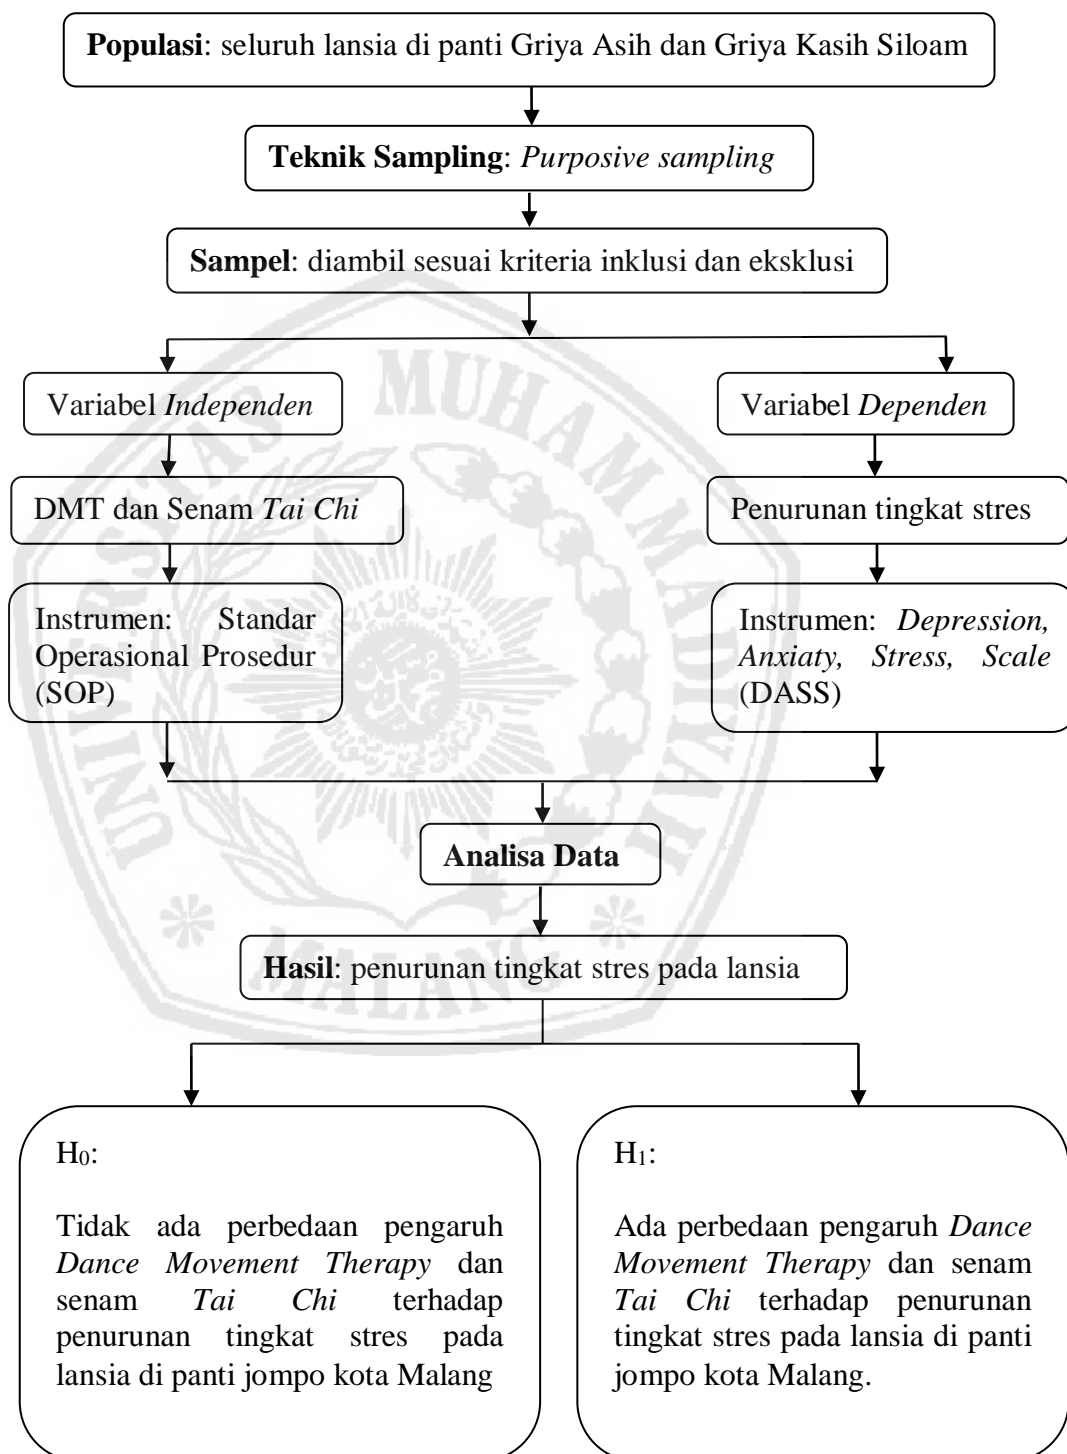 Populasi: seluruh lansia di panti Griya Asih dan Griya Kasih Siloam
Teknik Sampling: Purposive sampling
Sampel: diambil sesuai kriteria inklusi dan eksklusi
Variabel Independen
Variabel Dependen
DMT dan Senam Tai Chi
Penurunan tingkat stres
Instrumen: Standar
Operasional Prosedur
(SOP)
Instrumen: Depression,
Anxiaty, Stress, Scale
(DASS)
Analisa Data
Hasil: penurunan tingkat stres pada lansia
H₀:
Tidak ada perbedaan pengaruh
Dance Movement Therapy dan
senam Tai Chi terhadap
penurunan tingkat stres pada
lansia di panti jompo kota Malang
H₁:
Ada perbedaan pengaruh Dance
Movement Therapy dan senam
Tai Chi terhadap penurunan
tingkat stres pada lansia di panti
jompo kota Malang.
UNIVERSITAS MUHAMMADIYAH
MALANG